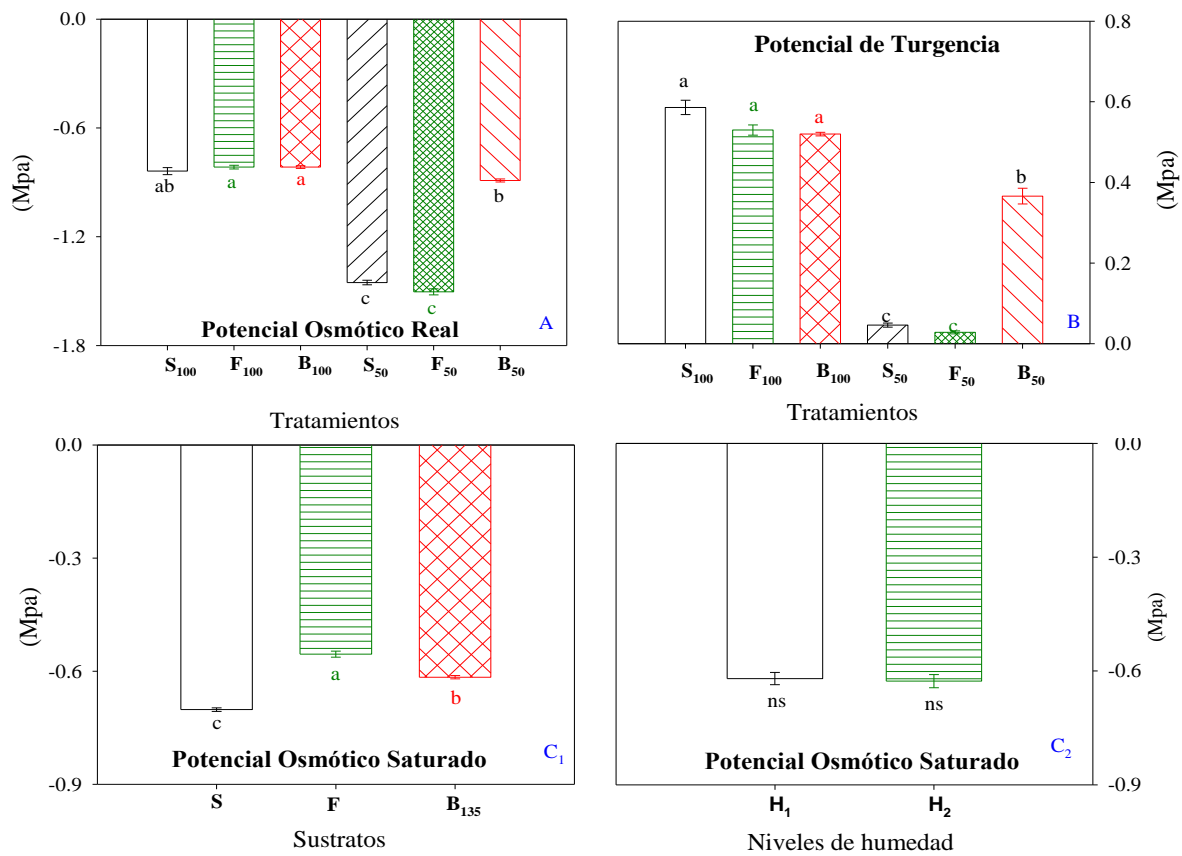 0.0
-0.6
-1.2
-1.8
(Mpa)
ab
a
a
c
c
b
Potencial Osmótico Real
A
S100
F100
B100
S50
F50
B50
Tratamientos
Potencial de Turgencia
0.8
0.6
0.4
0.2
0.0
(Mpa)
a
a
a
c
c
b
B
S100
F100
B100
S50
F50
B50
Tratamientos
0.0
-0.3
-0.6
-0.9
(Mpa)
c
a
b
Potencial Osmótico Saturado
C1
S
F
B135
Sustratos
0.0
-0.3
-0.6
-0.9
(Mpa)
ns
ns
Potencial Osmótico Saturado
C2
H1
H2
Niveles de humedad